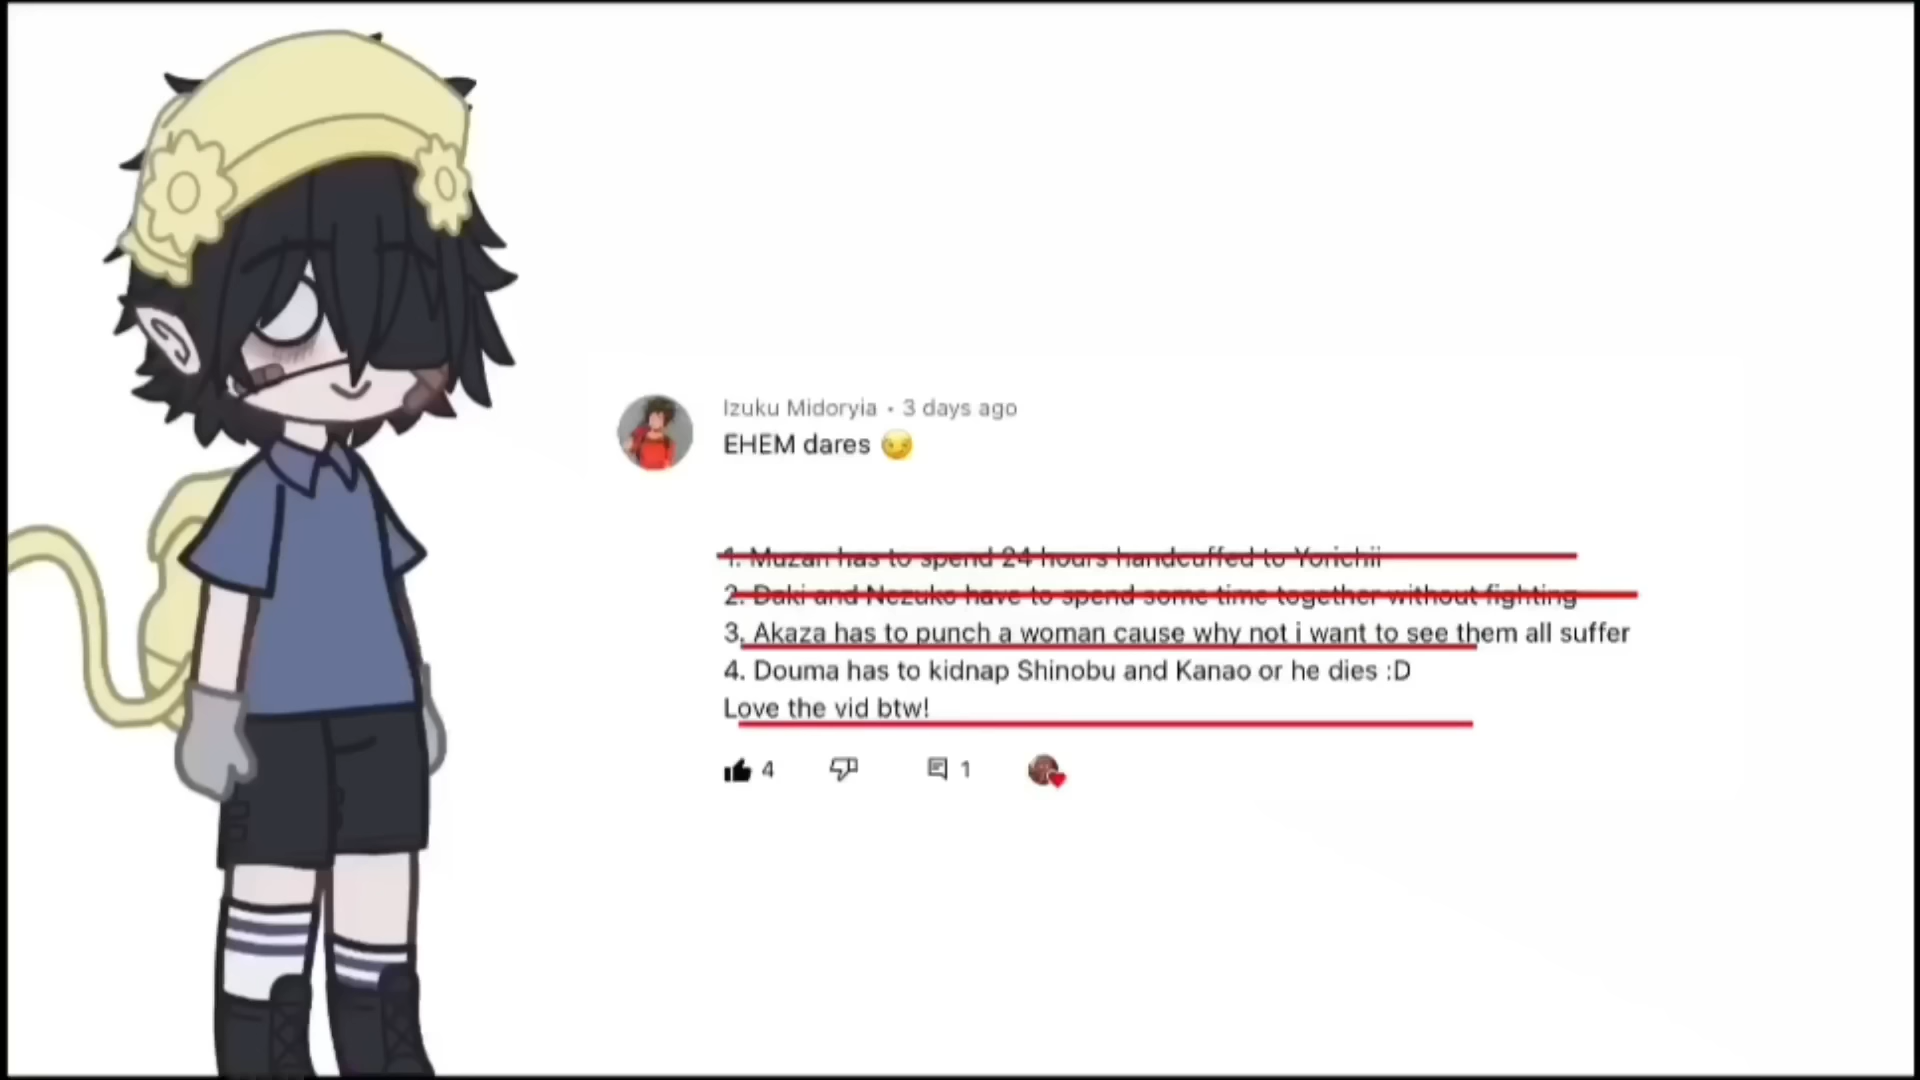 Izuku Midoryia • 3 days ago
EHEM dares 😏
1. Muzan has to spend 24 hours handcuffed to Yorichii
2. Daki and Nezuko have to spend some time together without fighting
3. Akaza has to punch a woman cause why not i want to see them all suffer
4. Douma has to kidnap Shinobu and Kanao or he dies :D
Love the vid btw!
4 1